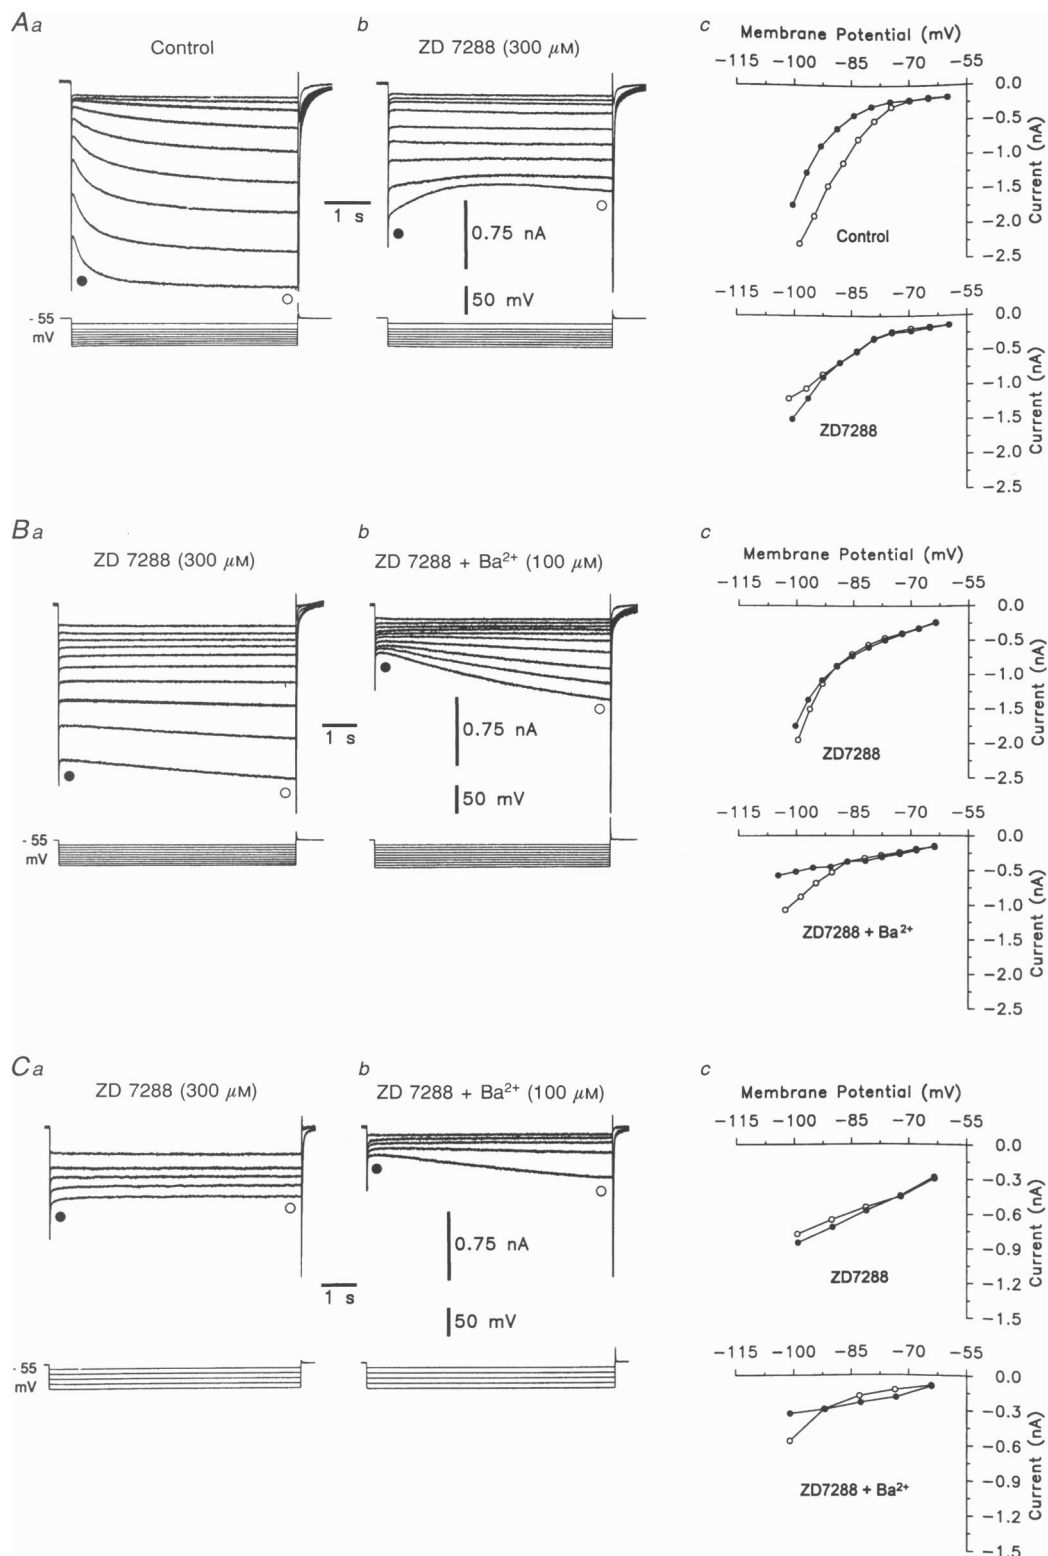 Aa
b
c
Control
ZD 7288 (300 μM)
Membrane Potential (mV)
−115 −100 −85 −70 −55
0.0
−0.5
−1.0
−1.5
−2.0
−2.5
Current (nA)
Control
1 s
0.75 nA
50 mV
- 55
mV
−115 −100 −85 −70 −55
0.0
−0.5
−1.0
−1.5
−2.0
−2.5
Current (nA)
ZD7288
Ba
b
c
ZD 7288 (300 μM)
ZD 7288 + Ba²⁺ (100 μM)
Membrane Potential (mV)
−115 −100 −85 −70 −55
0.0
−0.5
−1.0
−1.5
−2.0
−2.5
Current (nA)
ZD7288
1 s
0.75 nA
50 mV
- 55
mV
−115 −100 −85 −70 −55
0.0
−0.5
−1.0
−1.5
−2.0
−2.5
Current (nA)
ZD7288 + Ba²⁺
Ca
b
c
ZD 7288 (300 μM)
ZD 7288 + Ba²⁺ (100 μM)
Membrane Potential (mV)
−115 −100 −85 −70 −55
0.0
−0.3
−0.6
−0.9
−1.2
−1.5
Current (nA)
ZD7288
1 s
0.75 nA
50 mV
- 55
mV
−115 −100 −85 −70 −55
0.0
−0.3
−0.6
−0.9
−1.2
−1.5
Current (nA)
ZD7288 + Ba²⁺